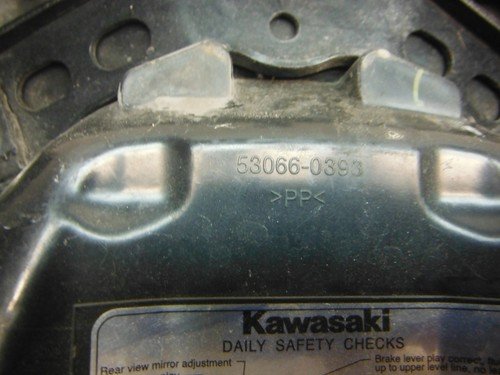 53066-0393
>PP<
Kawasaki
DAILY SAFETY CHECKS
Rear view mirror adjustment
Brake lever play correct,
up to upper level line, no